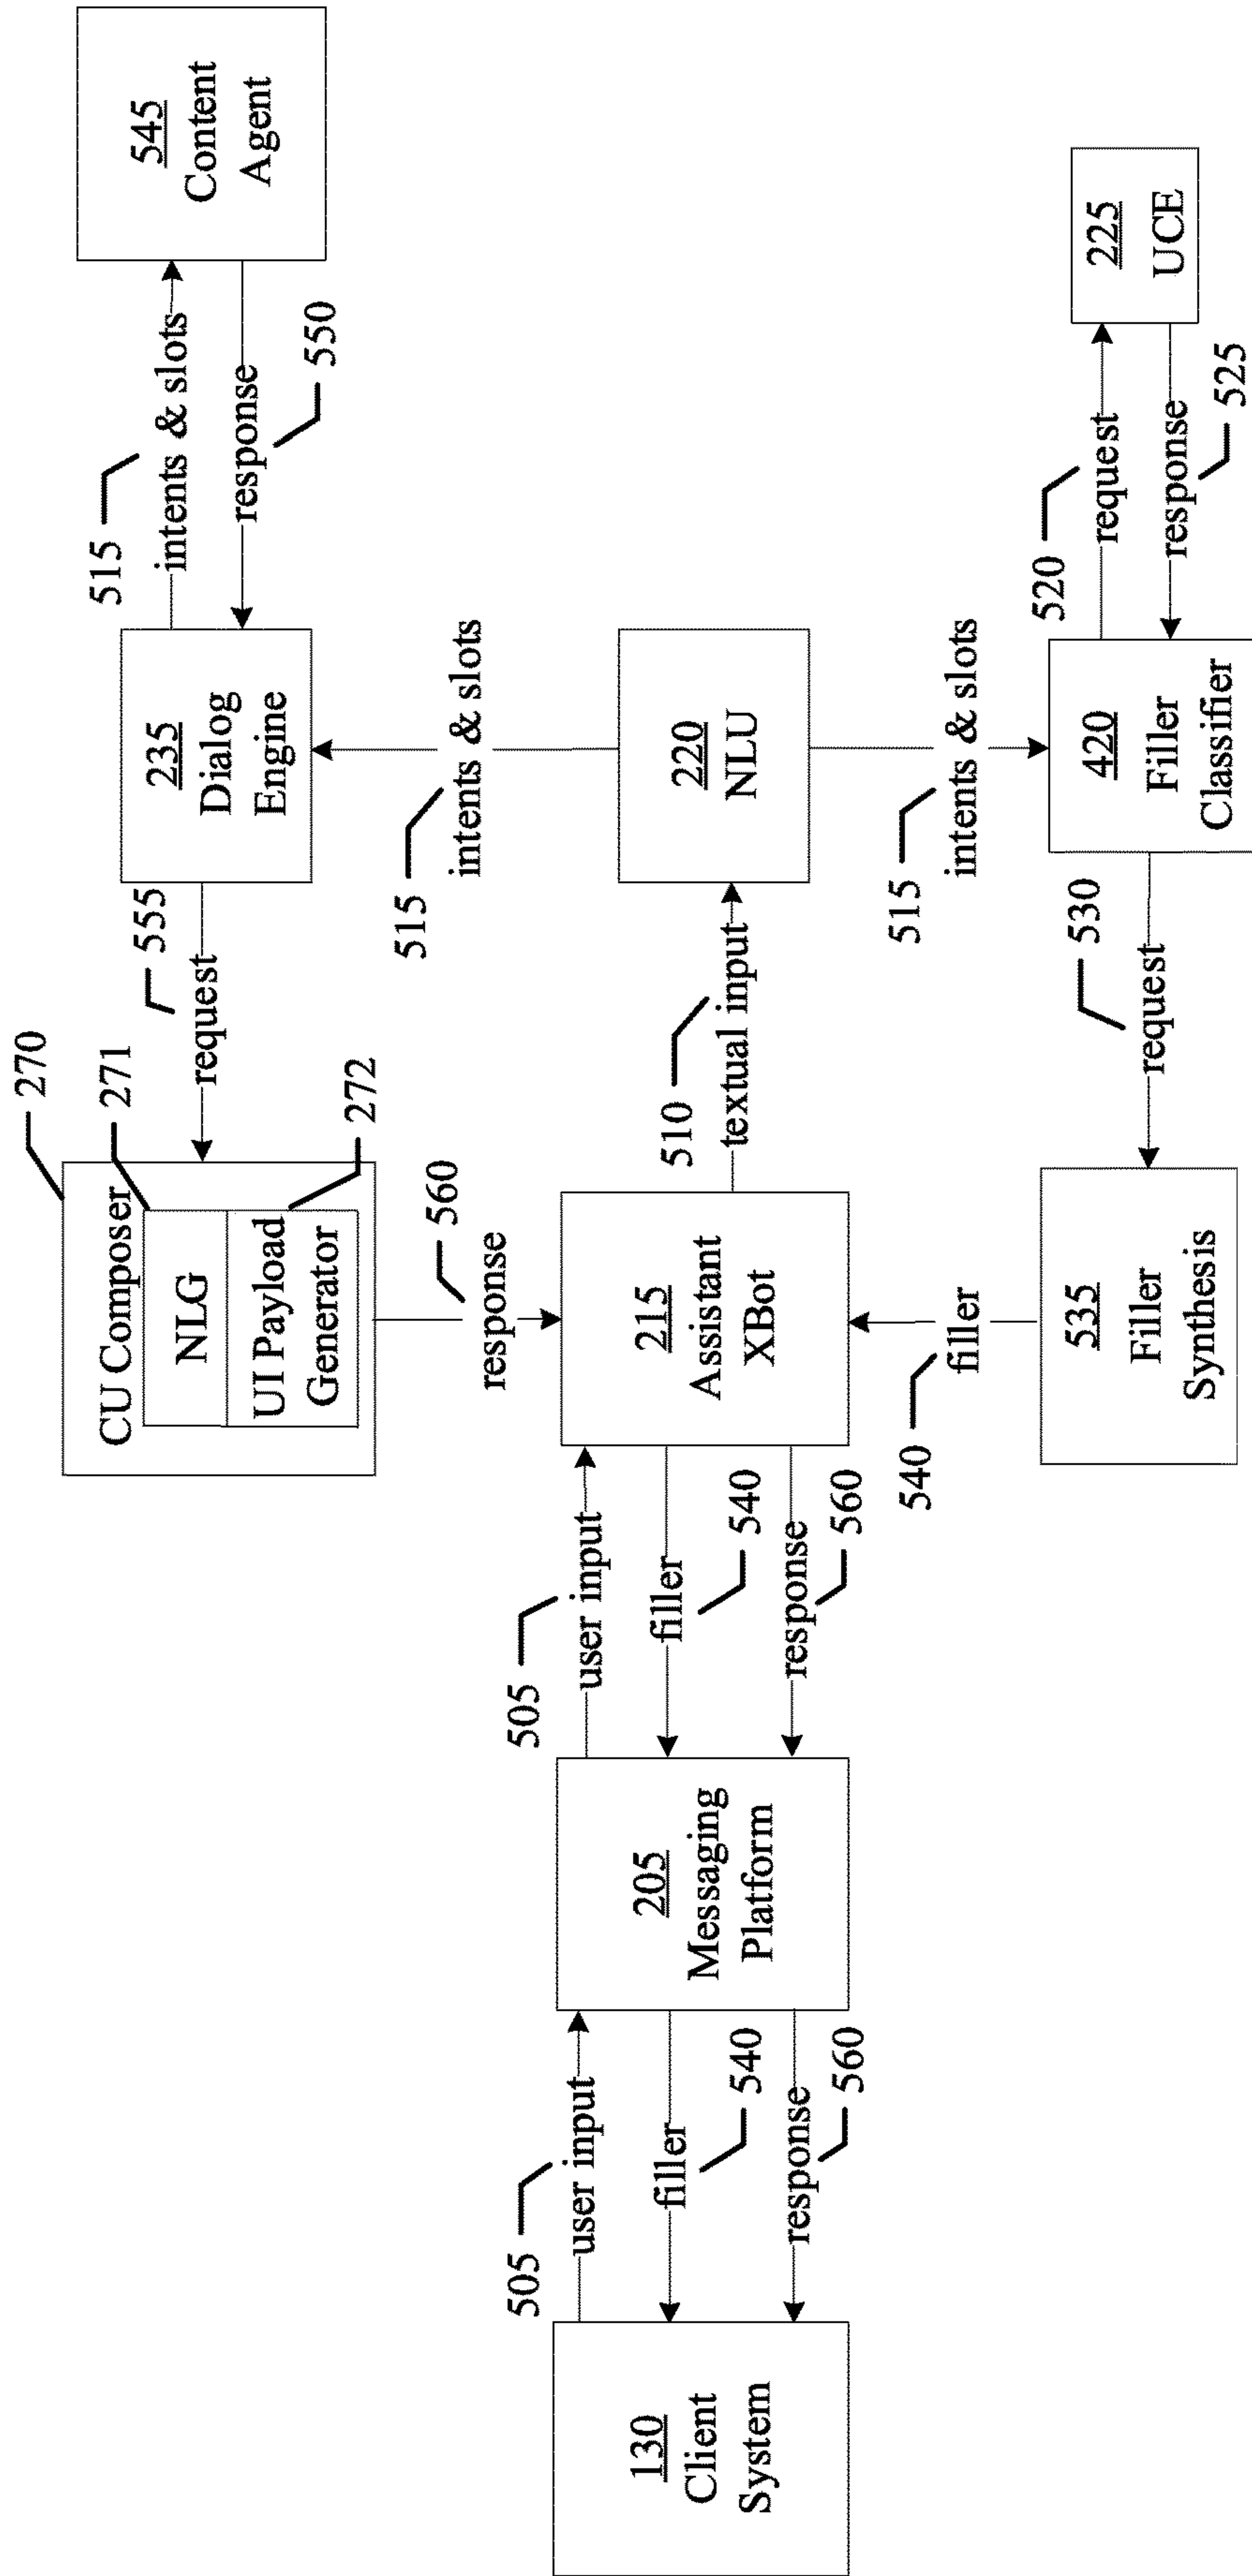 270
CU Composer
271
NLG
272
UI Payload
Generator
555
request
235
Dialog
Engine
515
intents & slots
response
550
545
Content
Agent
560
response
515
intents & slots
130
Client
System
505
user input
filler
540
response
560
205
Messaging
Platform
505
user input
filler
540
response
560
215
Assistant
XBot
510
textual input
220
NLU
540
filler
515
intents & slots
535
Filler
Synthesis
530
request
420
Filler
Classifier
520
request
response
525
225
UCE